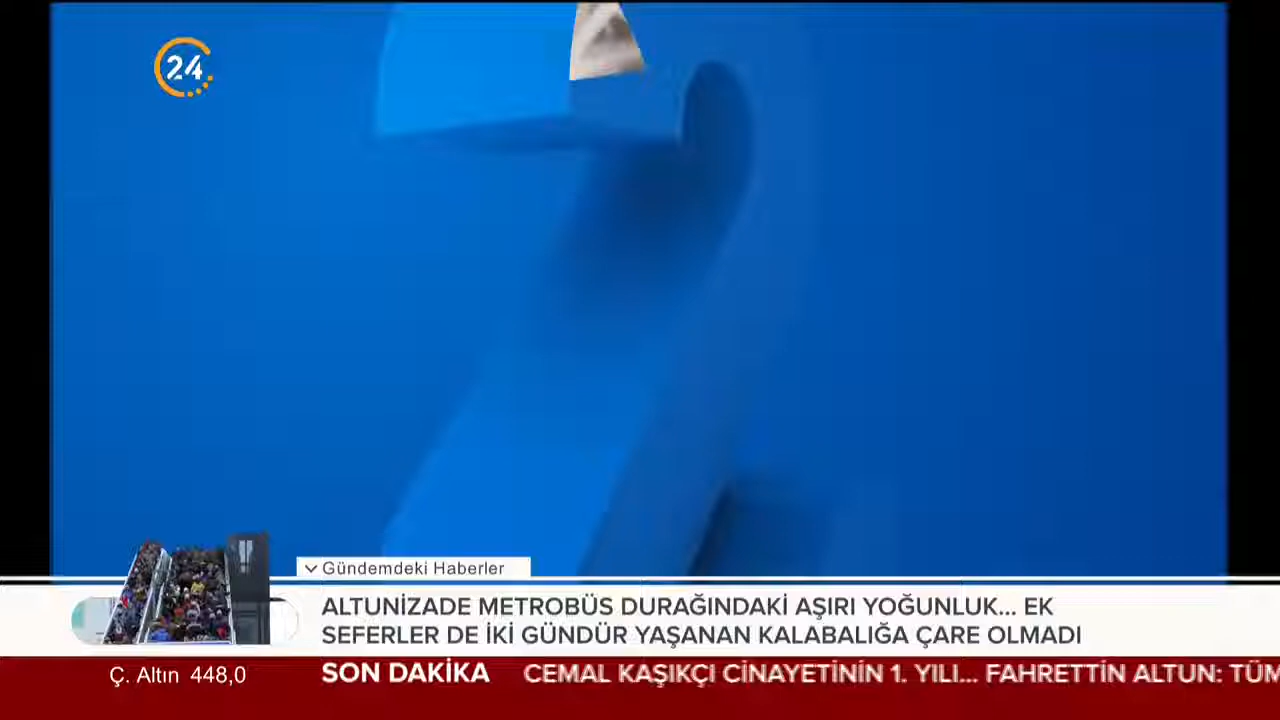 24
Gündemdeki Haberler
ALTUNİZADE METROBÜS DURAĞINDAKİ AŞIRI YOĞUNLUK... EK
SEFERLER DE İKİ GÜNDÜR YAŞANAN KALABALIĞA ÇARE OLMADI
Ç. Altın 448,0
SON DAKİKA CEMAL KAŞIKÇI CİNAYETİNİN 1. YILI... FAHRETTİN ALTUN: TÜM